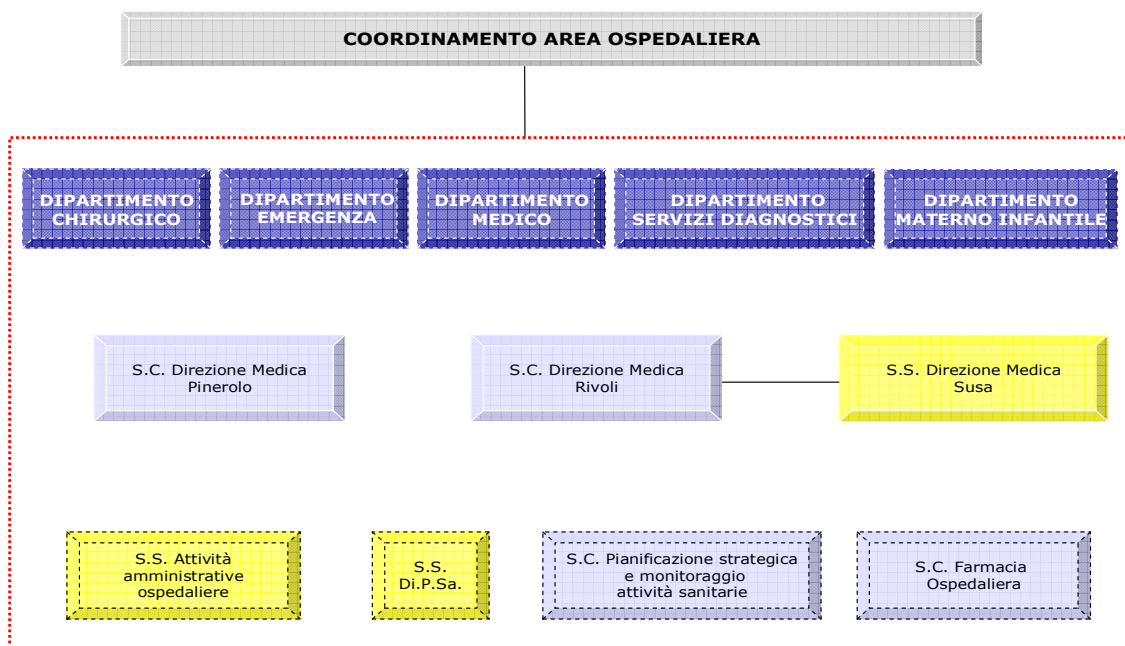 COORDINAMENTO AREA OSPEDALIERA
DIPARTIMENTO
CHIRURGICO
DIPARTIMENTO
EMERGENZA
DIPARTIMENTO
MEDICO
DIPARTIMENTO
SERVIZI DIAGNOSTICI
DIPARTIMENTO
MATERNO INFANTILE
S.C. Direzione Medica
Pinerolo
S.C. Direzione Medica
Rivoli
S.S. Direzione Medica
Susa
S.S. Attività
amministrative
ospedaliere
S.S.
Di.P.Sa.
S.C. Pianificazione strategica
e monitoraggio
attività sanitarie
S.C. Farmacia
Ospedaliera